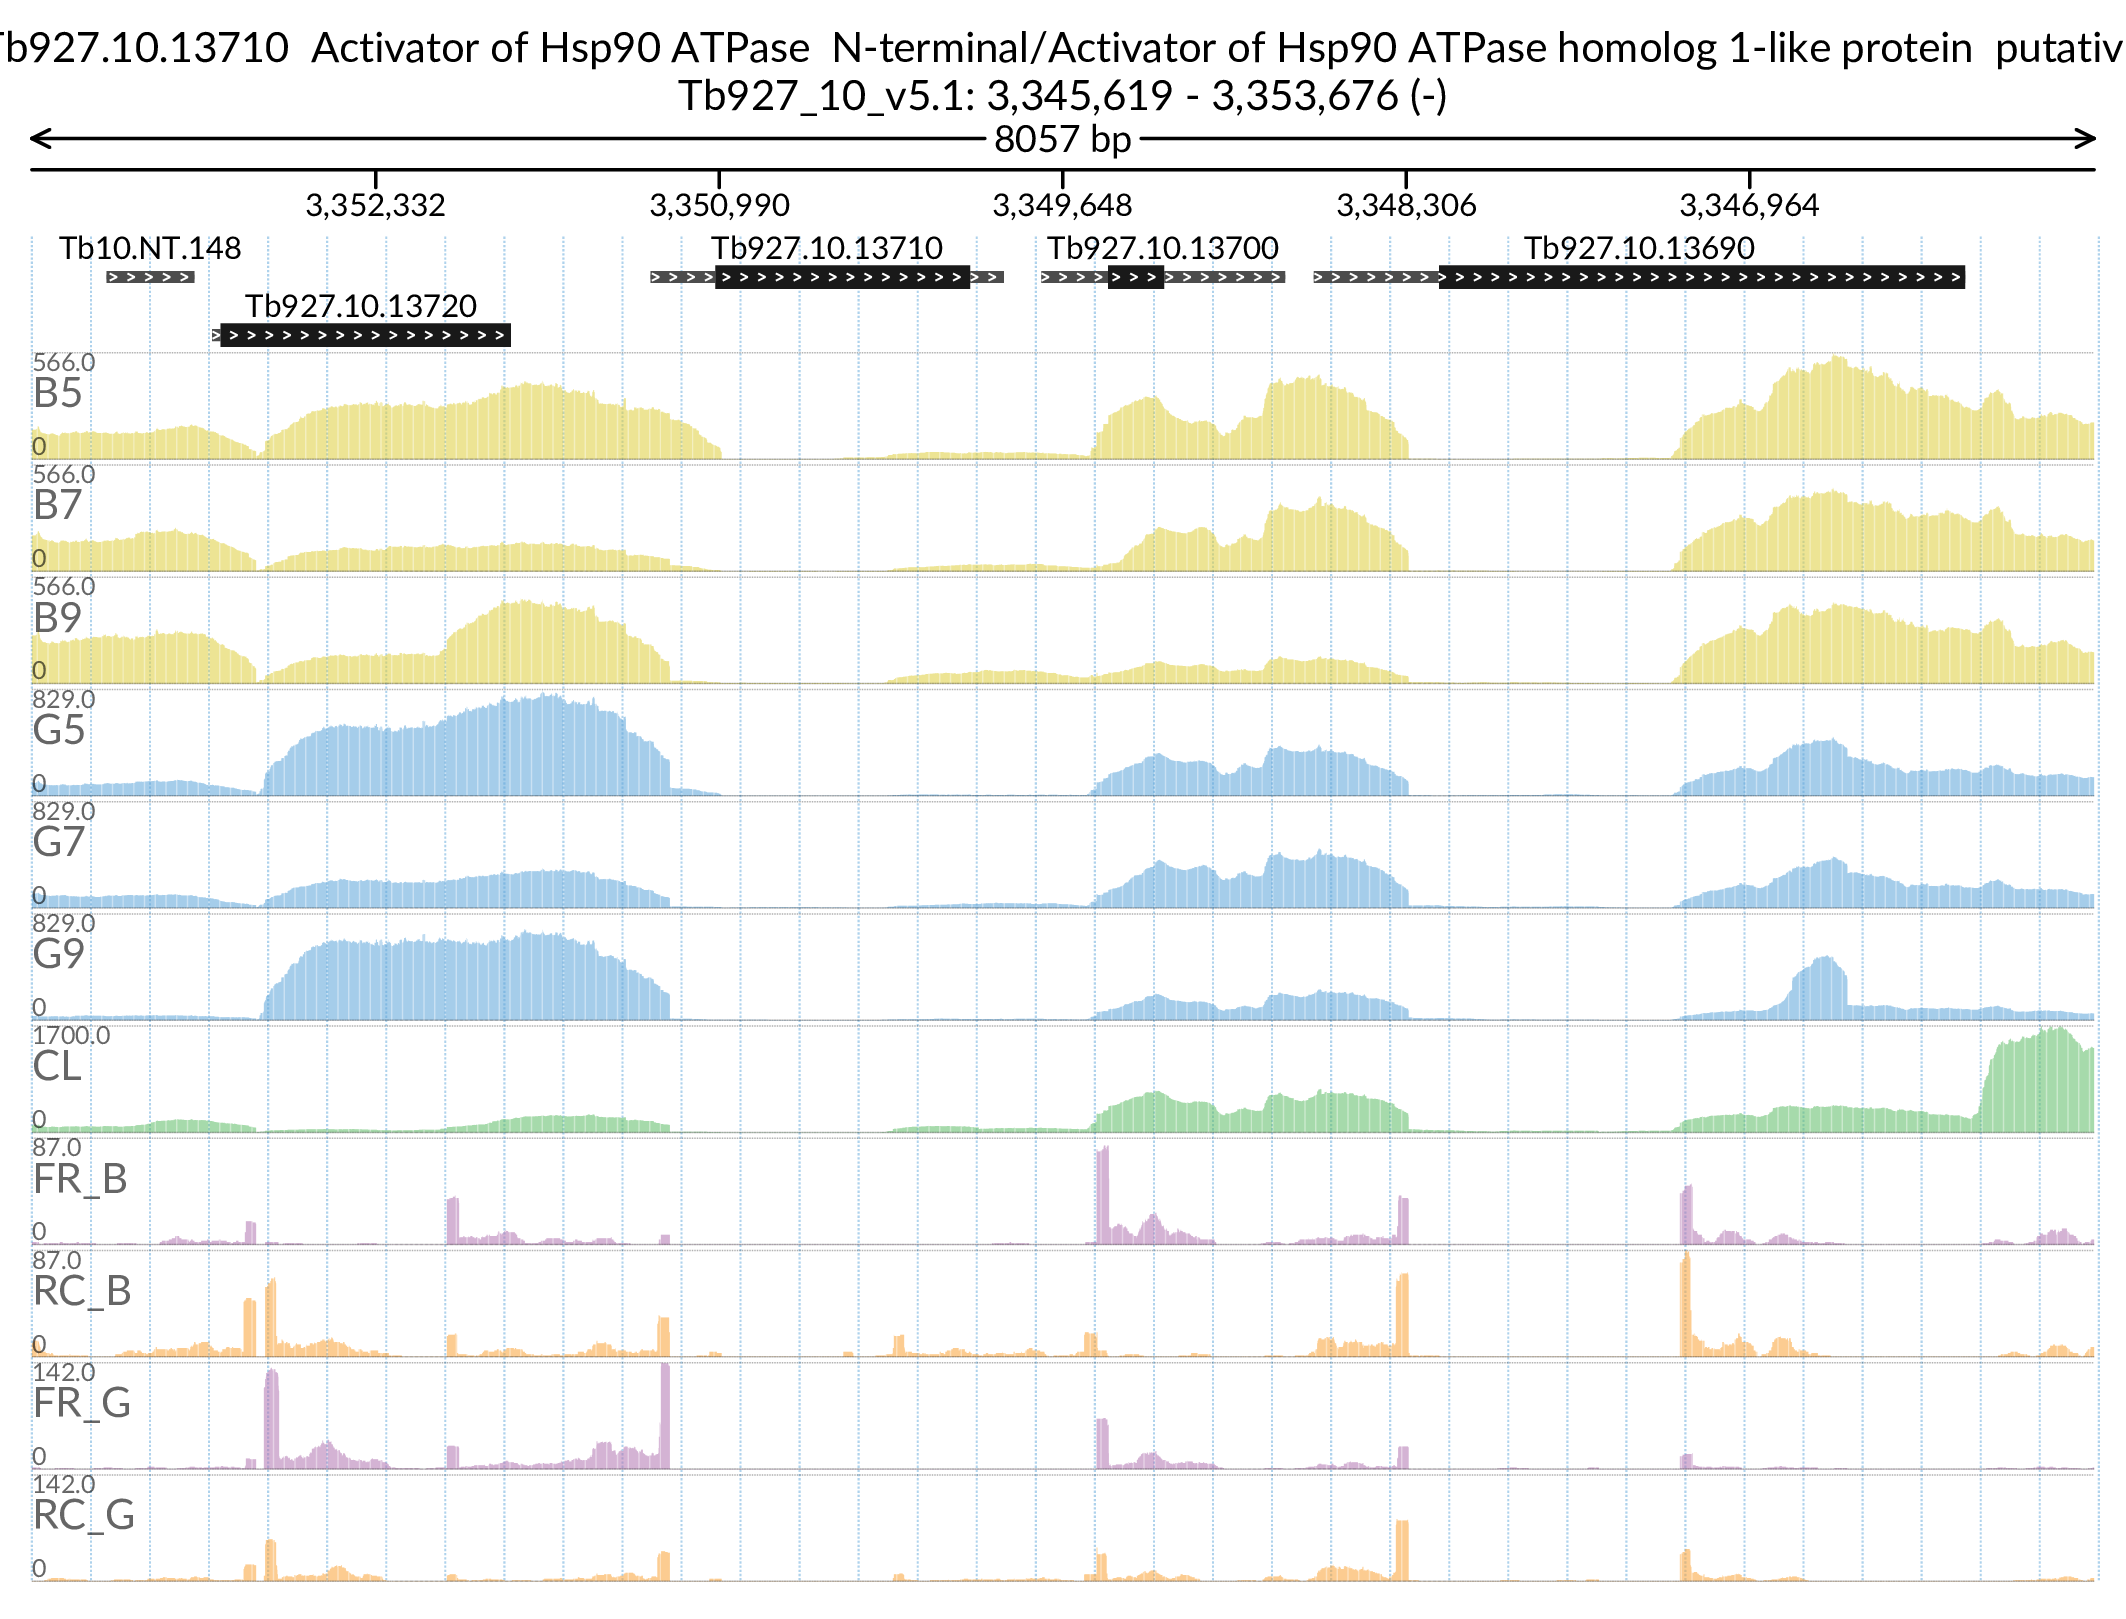 b927.10.13710 Activator of Hsp90 ATPase N-terminal/Activator of Hsp90 ATPase homolog 1-like protein putativ
Tb927_10_v5.1: 3,345,619 - 3,353,676 (-)
8057 bp
3,352,332 3,350,990 3,349,648 3,348,306 3,346,964
Tb10.NT.148 Tb927.10.13710 Tb927.10.13700 Tb927.10.13690
Tb927.10.13720
566.0
B5
0
566.0
B7
0
566.0
B9
0
829.0
G5
0
829.0
G7
0
829.0
G9
0
1700.0
CL
0
87.0
FR_B
0
87.0
RC_B
0
142.0
FR_G
0
142.0
RC_G
0